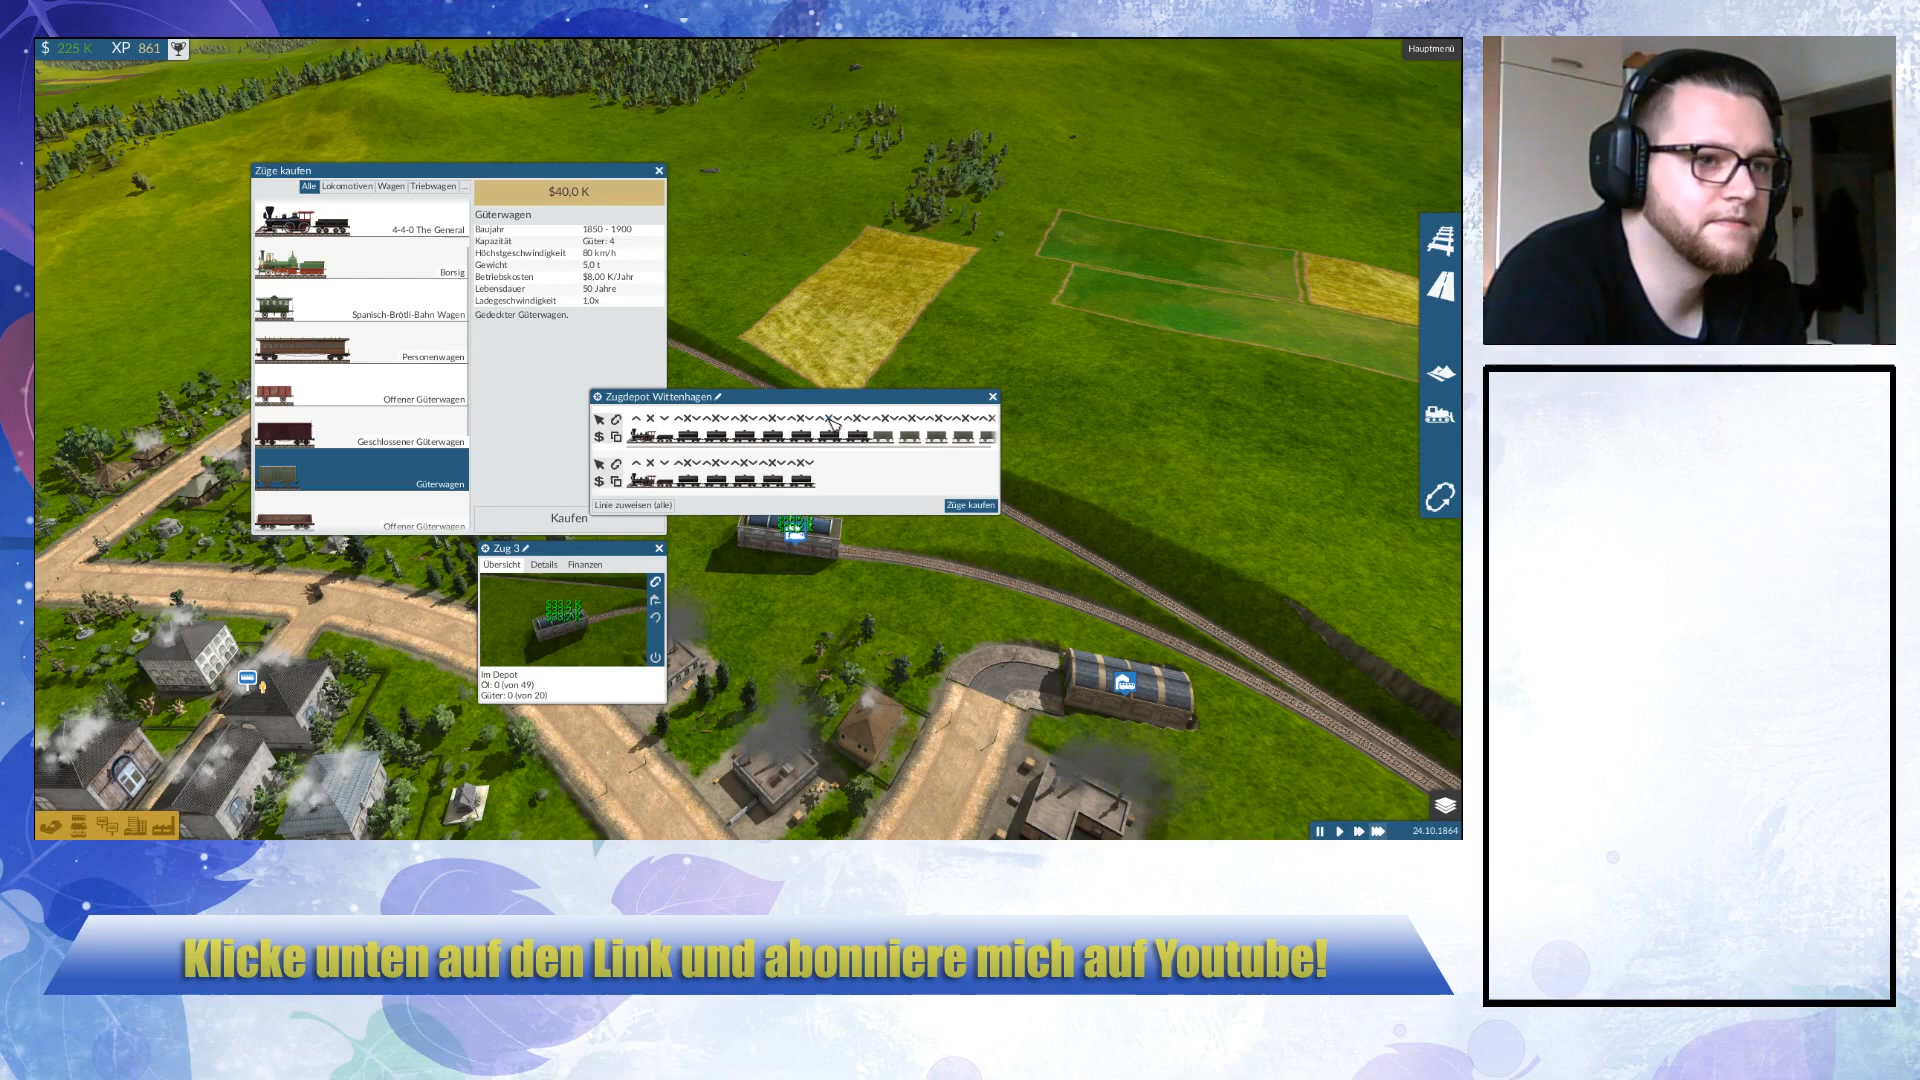 $ 225 K XP 861
Hauptmenü
Züge kaufen
Alle Lokomotiven Wagen Triebwagen ...
4-4-0 The General
Borsig
Spanisch-Brötli-Bahn Wagen
Personenwagen
Offener Güterwagen
Geschlossener Güterwagen
Güterwagen
Offener Güterwagen
$40,0 K
Güterwagen
Baujahr 1850 - 1900
Kapazität Güter: 4
Höchstgeschwindigkeit 80 km/h
Gewicht 5,0 t
Betriebskosten $8,00 K/Jahr
Lebensdauer 50 Jahre
Ladegeschwindigkeit 1,0x
Gedeckter Güterwagen.
Kaufen
Zugdepot Wittenhagen
Linie zuweisen (alle)
Züge kaufen
Zug 3
Übersicht Details Finanzen
Im Depot
Öl: 0 (von 49)
Güter: 0 (von 20)
24.10.1864
Klicke unten auf den Link und abonniere mich auf Youtube!